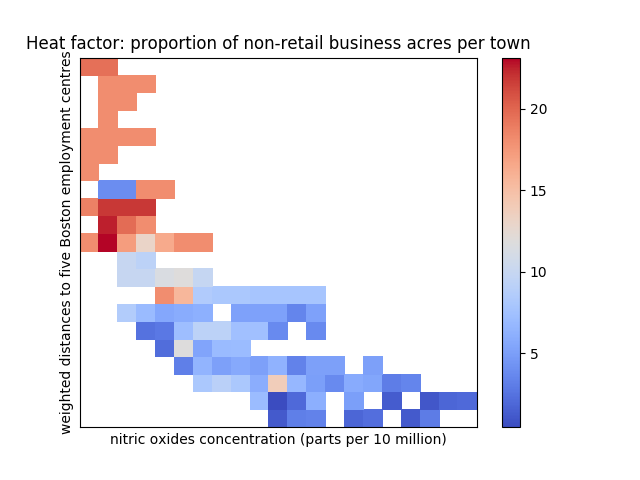 Heat factor: proportion of non-retail business acres per town
weighted distances to five Boston employment centres
20
15
10
5
nitric oxides concentration (parts per 10 million)